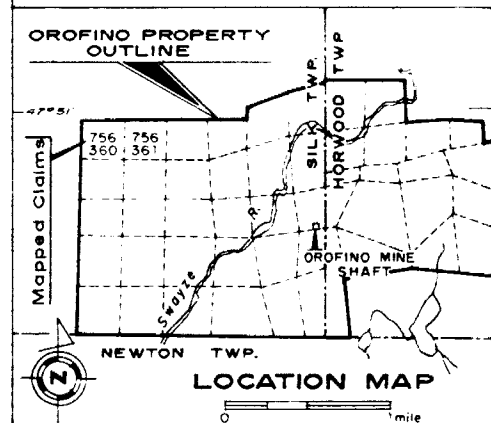 OROFINO PROPERTY
OUTLINE
47°51'
SILK TWP.
HORWOOD TWP
756 756
360 361
Mapped Claims
Swayze R.
OROFINO MINE
SHAFT
NEWTON TWP.
N
LOCATION MAP
0 1 mile